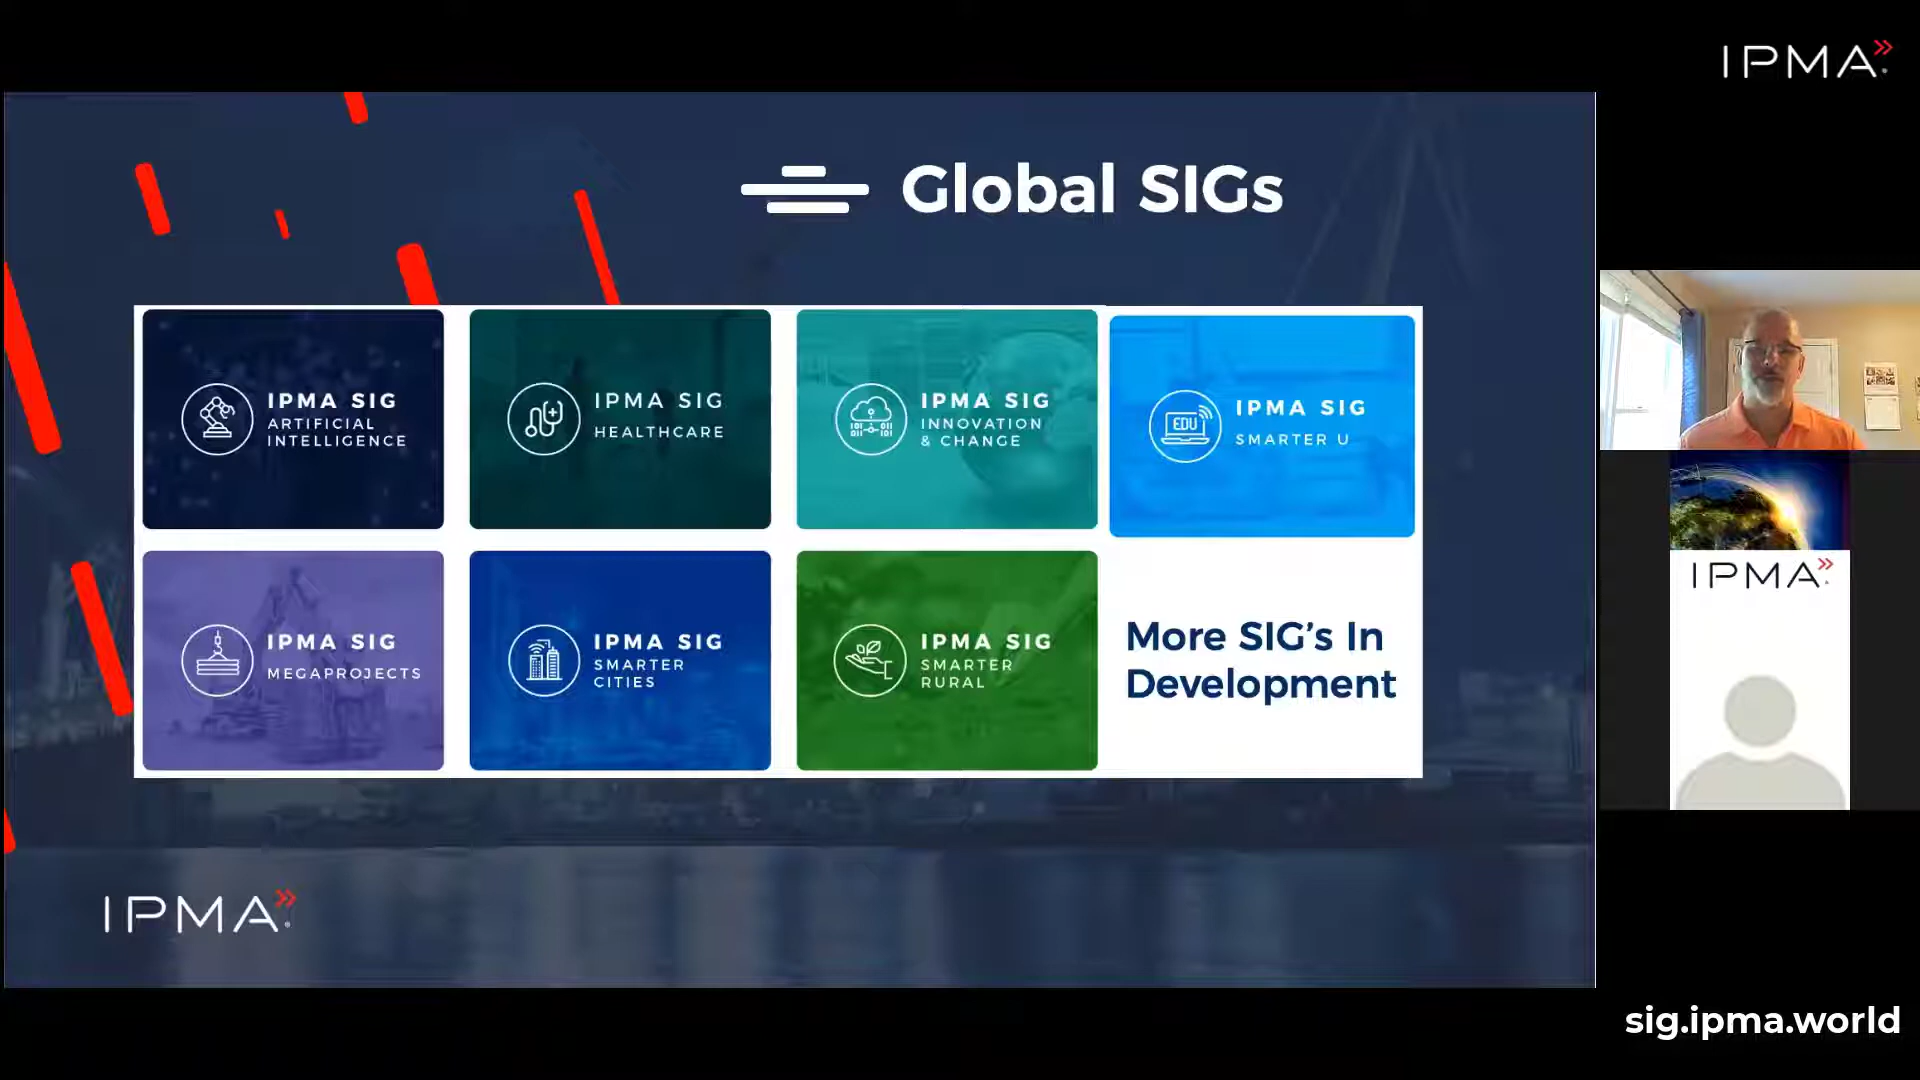 IPMA
Global SIGs
IPMA SIG
ARTIFICIAL
INTELLIGENCE
IPMA SIG
HEALTHCARE
IPMA SIG
INNOVATION
& CHANGE
EDU
IPMA SIG
SMARTER U
IPMA SIG
MEGAPROJECTS
IPMA SIG
SMARTER
CITIES
IPMA SIG
SMARTER
RURAL
More SIG’s In
Development
IPMA
IPMA
sig.ipma.world